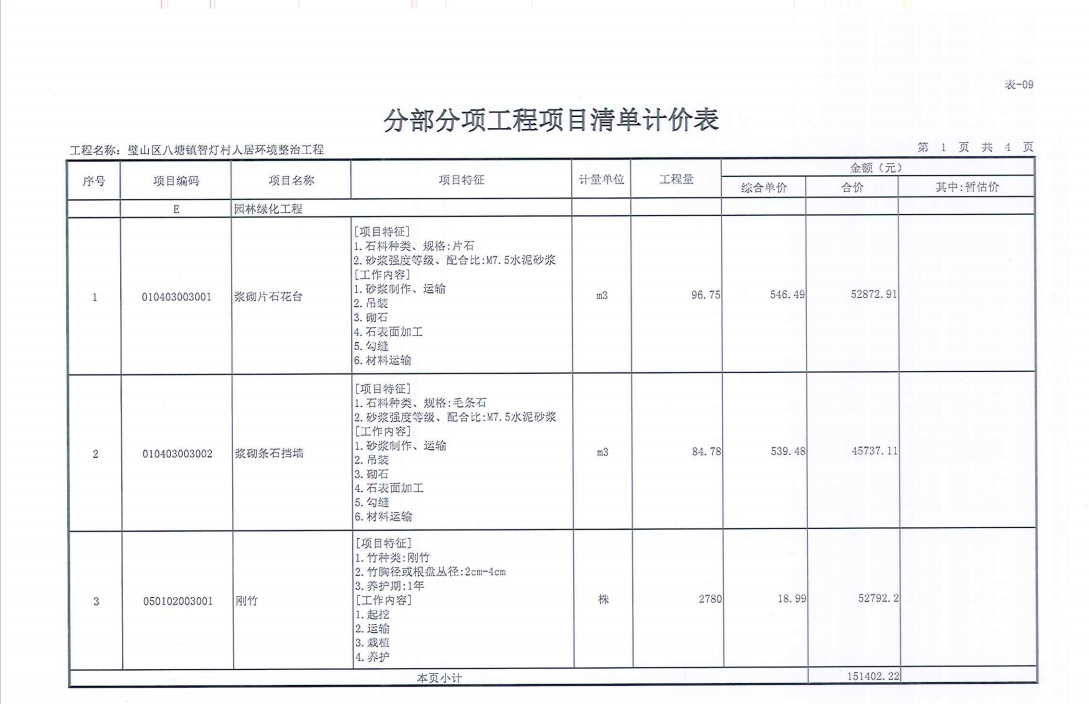 表-09
分部分项工程项目清单计价表
工程名称：璧山区八塘镇智灯村人居环境整治工程
第 1 页 共 4 页
序号 项目编码 项目名称 项目特征 计量单位 工程量 金额（元）
综合单价 合价 其中:暂估价
E 园林绿化工程
[项目特征]
1.石料种类、规格:片石
2.砂浆强度等级、配合比:M7.5水泥砂浆
[工作内容]
1.砂浆制作、运输
1 010403003001 浆砌片石花台 m3 96.75 546.49 52872.91
2.吊装
3.砌石
4.石表面加工
5.勾缝
6.材料运输
[项目特征]
1.石料种类、规格:毛条石
2.砂浆强度等级、配合比:M7.5水泥砂浆
[工作内容]
1.砂浆制作、运输
2 010403003002 浆砌条石挡墙 m3 84.78 539.48 45737.11
2.吊装
3.砌石
4.石表面加工
5.勾缝
6.材料运输
[项目特征]
1.竹种类:刚竹
2.竹胸径或根盘丛径:2cm-4cm
3.养护期:1年
3 050102003001 刚竹 株 2780 18.99 52792.2
[工作内容]
1.起挖
2.运输
3.栽植
4.养护
本页小计 151402.22